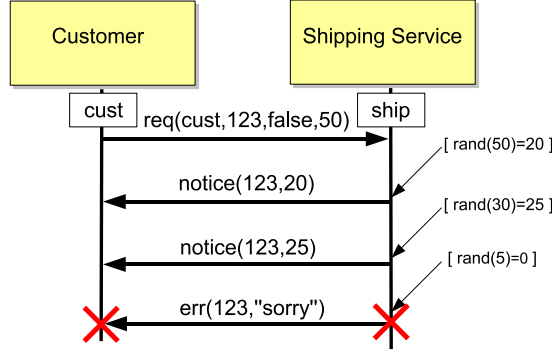 Customer
Shipping Service
cust
ship
req(cust,123,false,50)
[ rand(50)=20 ]
notice(123,20)
[ rand(30)=25 ]
notice(123,25)
[ rand(5)=0 ]
err(123,"sorry")